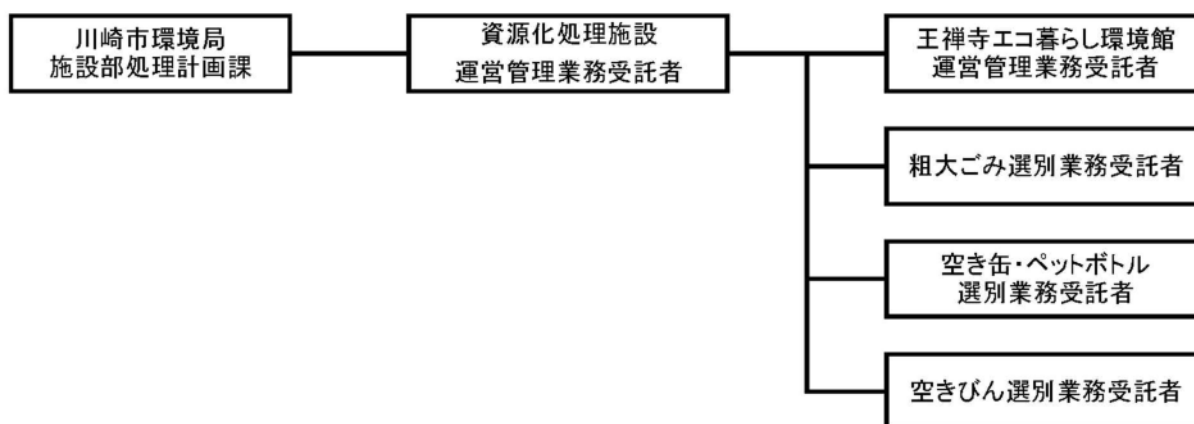 川崎市環境局
施設部処理計画課
資源化処理施設
運営管理業務受託者
王禅寺エコ暮らし環境館
運営管理業務受託者
粗大ごみ選別業務受託者
空き缶・ペットボトル
選別業務受託者
空きびん選別業務受託者